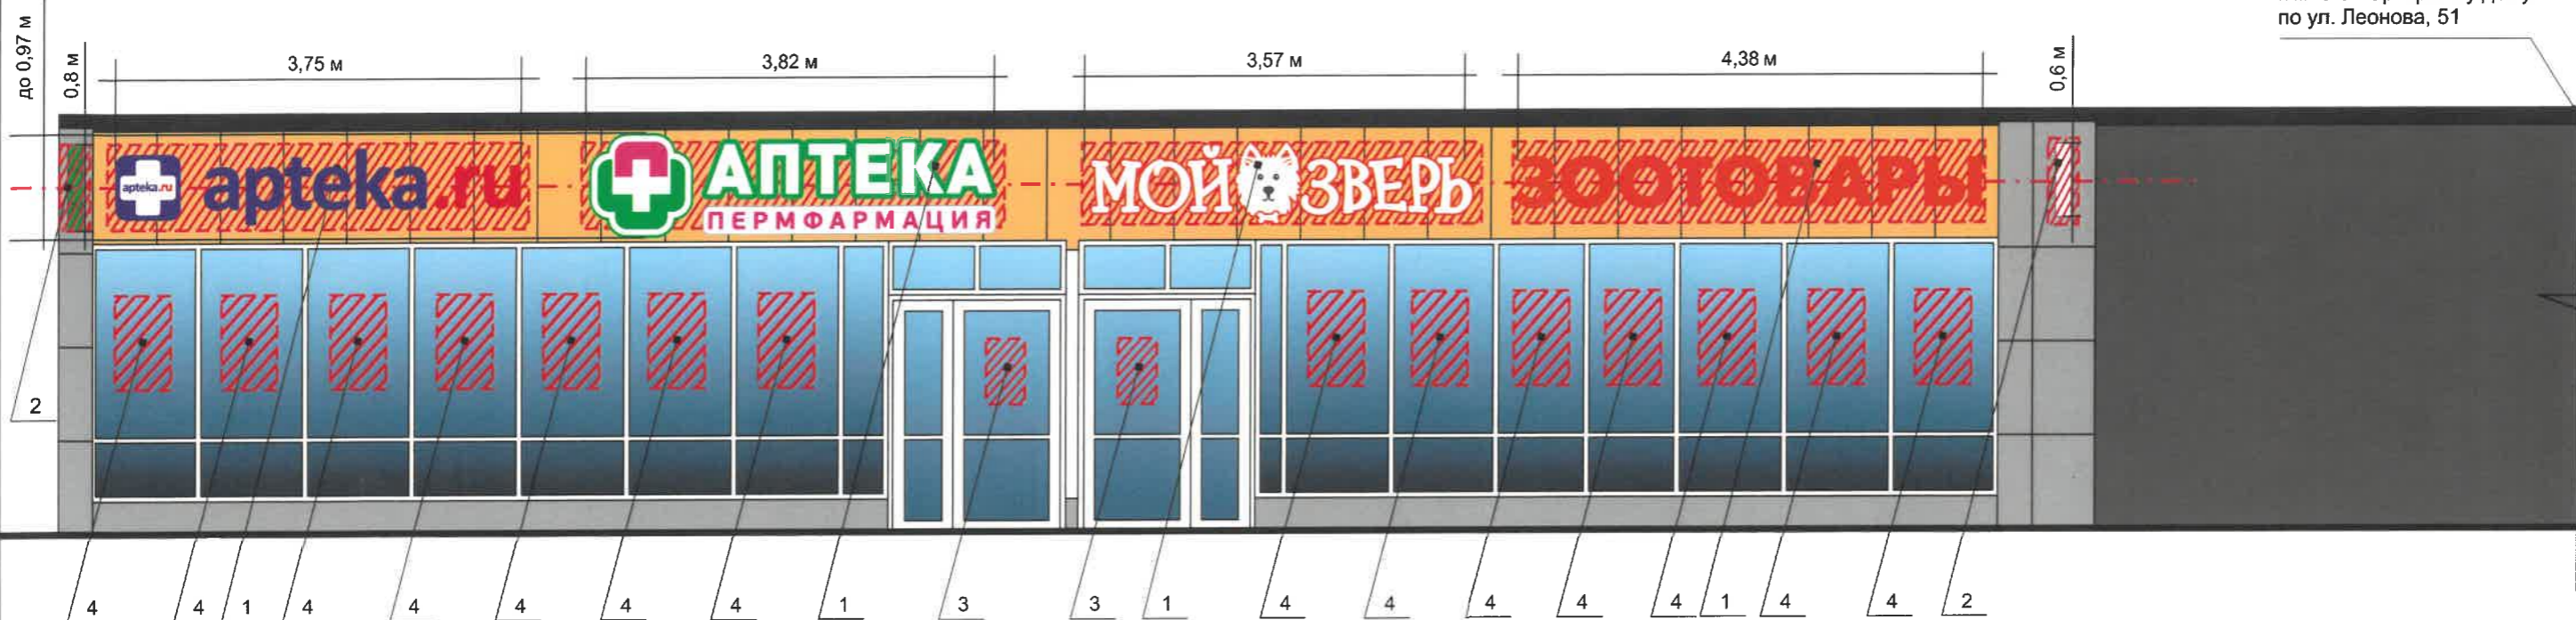 по ул. Леонова, 51
до 0,97 м
0,8 м
3,75 м
3,82 м
3,57 м
4,38 м
0,6 м
apteka.ru
apteka.ru
АПТЕКА
ПЕРМФАРМАЦИЯ
МОЙ ЗВЕРЬ
ЗООТОВАРЫ
2
4 4 1 4 4 4 4 4 1 3 3 1 4 4 4 4 4 1 4 4 2